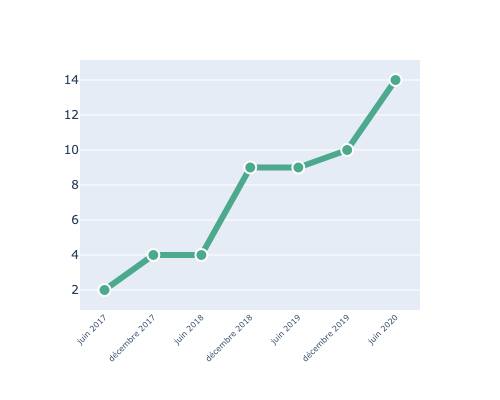 14
12
10
8
6
4
2
juin 2017
décembre 2017
juin 2018
décembre 2018
juin 2019
décembre 2019
juin 2020